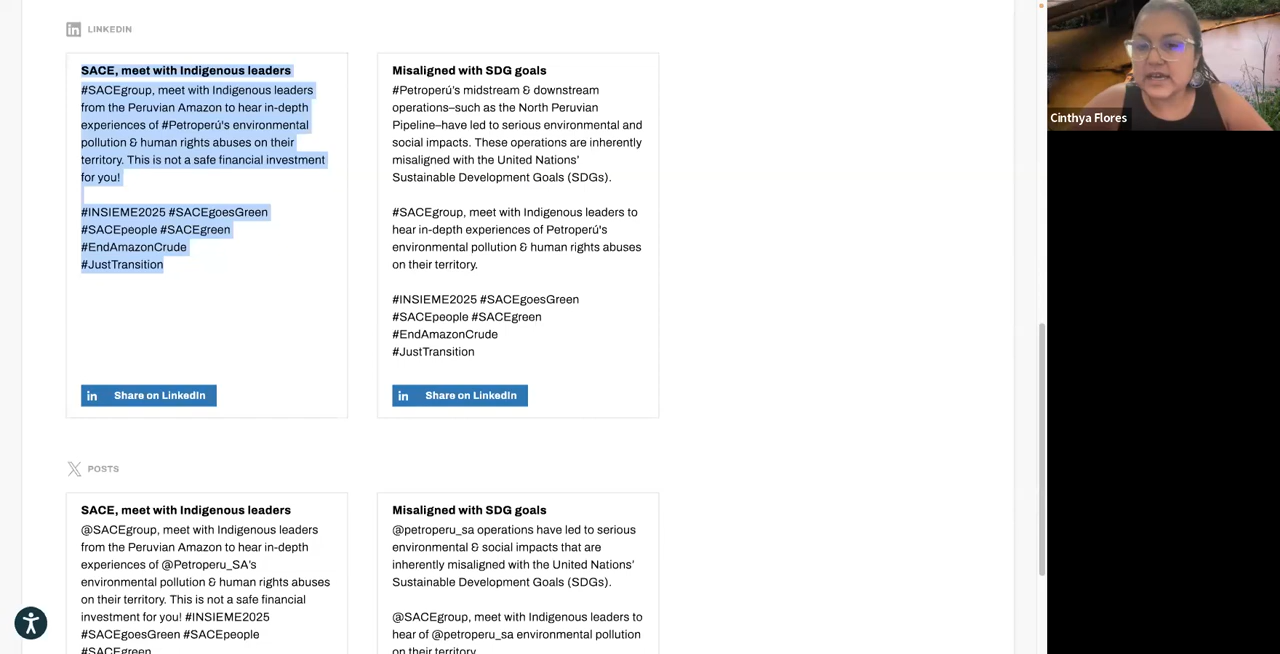 LINKEDIN
SACE, meet with Indigenous leaders
#SACEgroup, meet with Indigenous leaders
from the Peruvian Amazon to hear in-depth
experiences of #Petroperú's environmental
pollution & human rights abuses on their
territory. This is not a safe financial investment
for you!
#INSIEME2025 #SACEgoesGreen
#SACEpeople #SACEgreen
#EndAmazonCrude
#JustTransition
in Share on LinkedIn
Misaligned with SDG goals
#Petroperú’s midstream & downstream
operations–such as the North Peruvian
Pipeline–have led to serious environmental and
social impacts. These operations are inherently
misaligned with the United Nations’
Sustainable Development Goals (SDGs).
#SACEgroup, meet with Indigenous leaders to
hear in-depth experiences of Petroperú's
environmental pollution & human rights abuses
on their territory.
#INSIEME2025 #SACEgoesGreen
#SACEpeople #SACEgreen
#EndAmazonCrude
#JustTransition
in Share on LinkedIn
POSTS
SACE, meet with Indigenous leaders
@SACEgroup, meet with Indigenous leaders
from the Peruvian Amazon to hear in-depth
experiences of @Petroperu_SA’s
environmental pollution & human rights abuses
on their territory. This is not a safe financial
investment for you! #INSIEME2025
#SACEgoesGreen #SACEpeople
#SACEgreen
Misaligned with SDG goals
@petroperu_sa operations have led to serious
environmental & social impacts that are
inherently misaligned with the United Nations’
Sustainable Development Goals (SDGs).
@SACEgroup, meet with Indigenous leaders to
hear of @petroperu_sa environmental pollution
on their territory.
Cinthya Flores